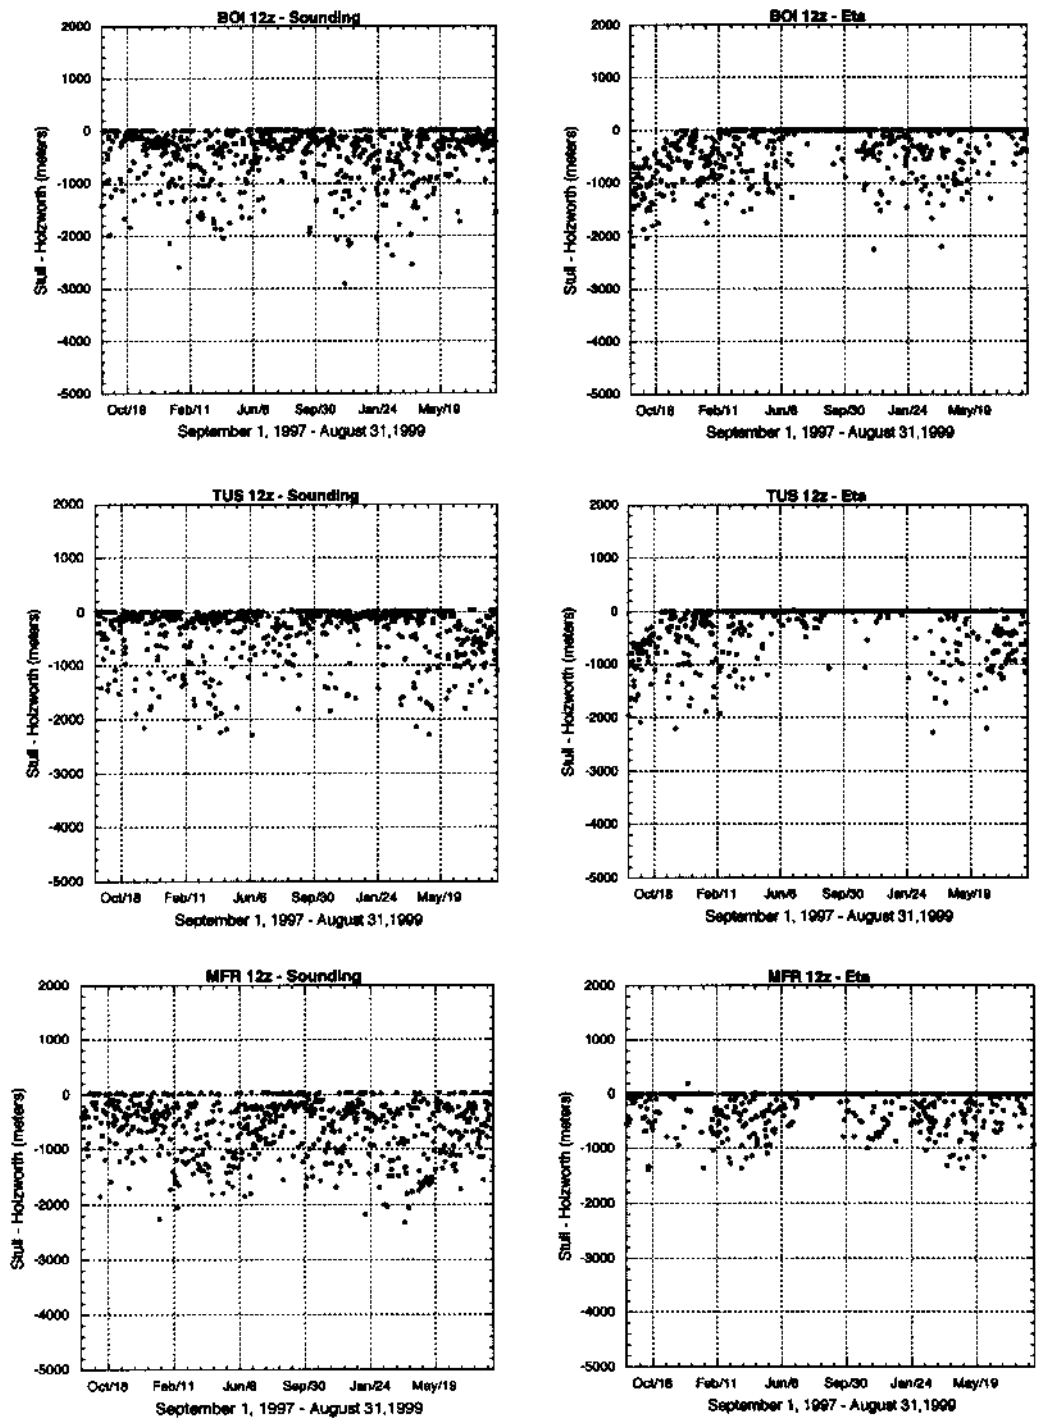 BOI 12z - Sounding
2000
1000
0
-1000
-2000
-3000
-4000
-5000
Stull - Holzworth (meters)
Oct/18 Feb/11 Jun/6 Sep/30 Jan/24 May/19
September 1, 1997 - August 31,1999
BOI 12z - Eta
2000
1000
0
-1000
-2000
-3000
-4000
-5000
Stull - Holzworth (meters)
Oct/18 Feb/11 Jun/6 Sep/30 Jan/24 May/19
September 1, 1997 - August 31,1999
TUS 12z - Sounding
2000
1000
0
-1000
-2000
-3000
-4000
-5000
Stull - Holzworth (meters)
Oct/18 Feb/11 Jun/6 Sep/30 Jan/24 May/19
September 1, 1997 - August 31,1999
TUS 12z - Eta
2000
1000
0
-1000
-2000
-3000
-4000
-5000
Stull - Holzworth (meters)
Oct/18 Feb/11 Jun/6 Sep/30 Jan/24 May/19
September 1, 1997 - August 31,1999
MFR 12z - Sounding
2000
1000
0
-1000
-2000
-3000
-4000
-5000
Stull - Holzworth (meters)
Oct/18 Feb/11 Jun/6 Sep/30 Jan/24 May/19
September 1, 1997 - August 31,1999
MFR 12z - Eta
2000
1000
0
-1000
-2000
-3000
-4000
-5000
Stull - Holzworth (meters)
Oct/18 Feb/11 Jun/6 Sep/30 Jan/24 May/19
September 1, 1997 - August 31,1999